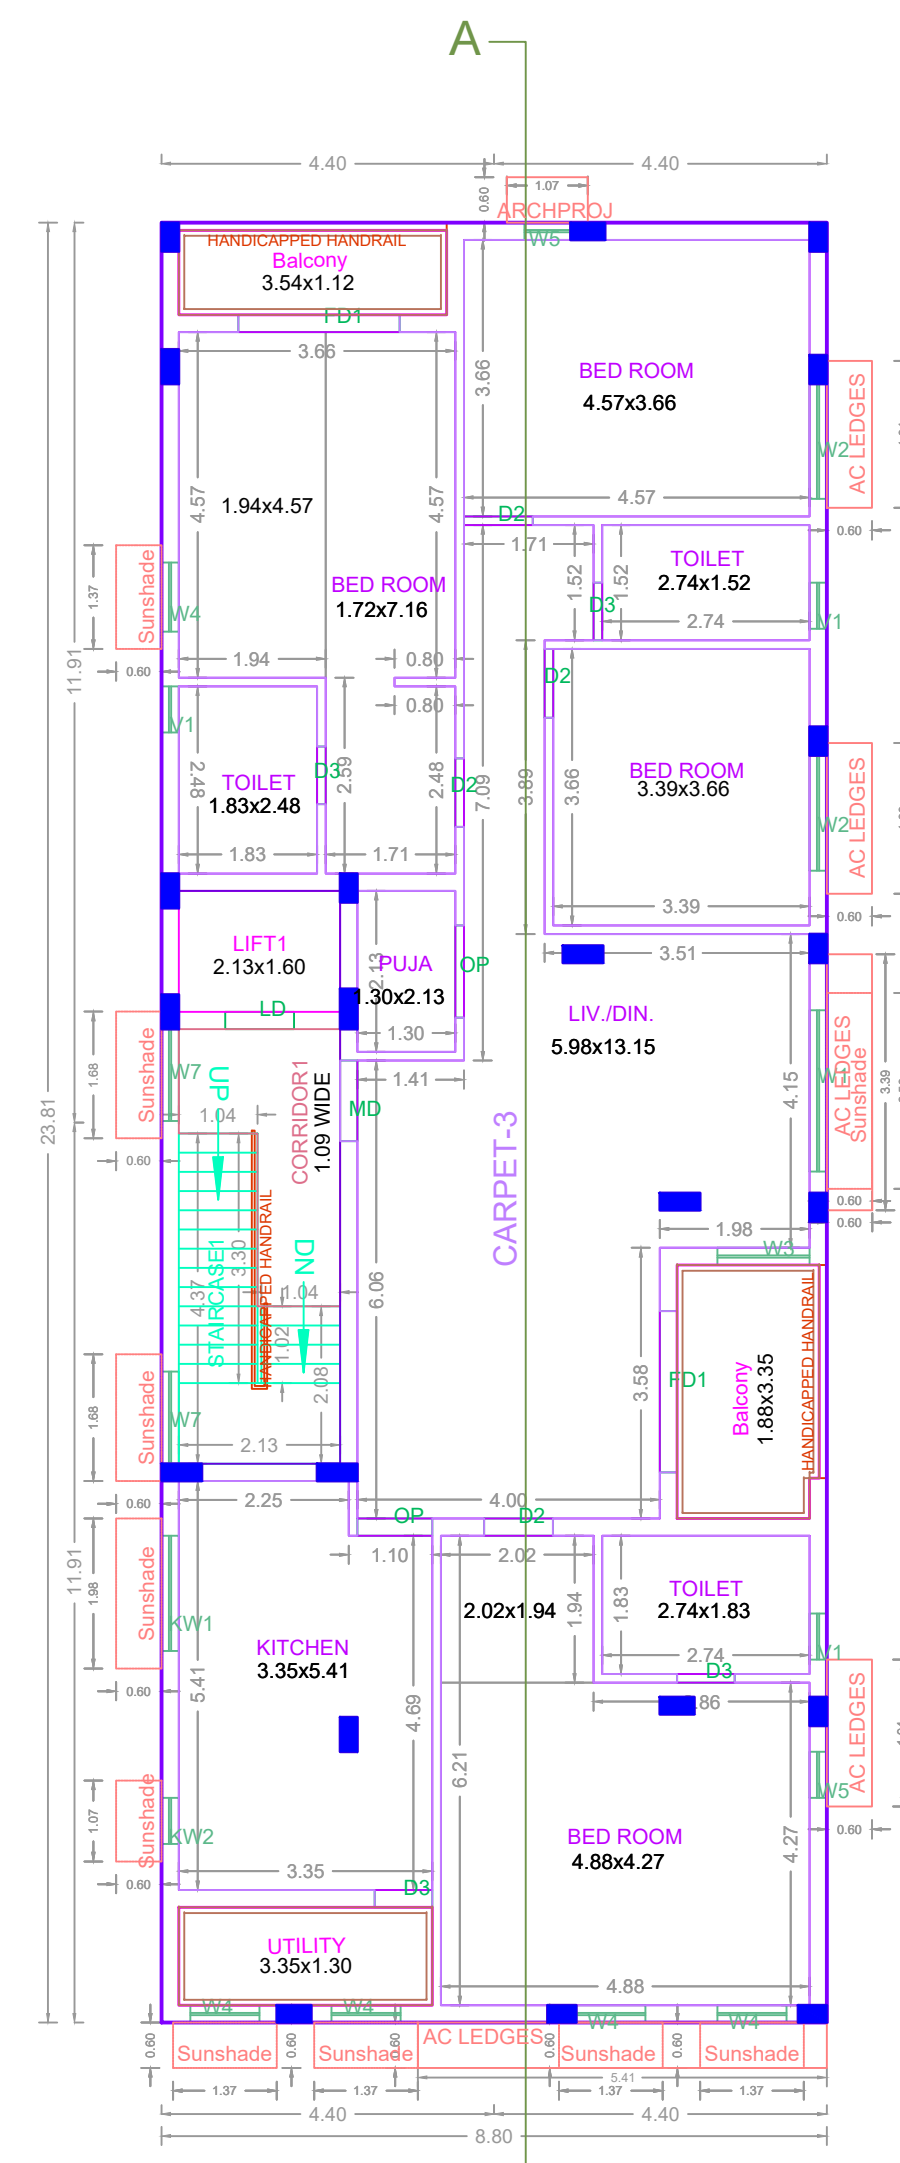 A
4.40
4.40
0.60
1.07
ARCHPROJ
W5
HANDICAPPED HANDRAIL
Balcony
3.54x1.12
FD1
3.66
3.66
BED ROOM
4.57x3.66
AC LEDGES
W2
4.57
4.57
1.94x4.57
4.57
D2
1.71
0.60
Sunshade
1.37
W4
BED ROOM
1.72x7.16
1.52
1.52
D3
TOILET
2.74x1.52
2.74
V1
0.60
11.91
1.94
0.80
0.80
D2
V1
2.48
TOILET
1.83x2.48
D3
2.59
2.48
D2
7.09
3.89
3.66
BED ROOM
3.39x3.66
W2
AC LEDGES
1.83
1.71
3.39
0.60
LIFT1
2.13x1.60
LD
2.13
PUJA
1.30x2.13
1.30
OP
3.51
LIV./DIN.
5.98x13.15
23.81
1.68
Sunshade
W7
UP
1.04
CORRIDOR1
1.09 WIDE
1.41
MD
4.15
AC LEDGES
Sunshade
3.39
0.60
CARPET-3
0.60
0.60
HANDICAPPED HANDRAIL
STAIRCASE1
4.37
3.30
DN
1.04
1.02
2.08
6.06
1.98
W3
3.58
FD1
Balcony
1.88x3.35
HANDICAPPED HANDRAIL
1.68
Sunshade
W7
2.13
0.60
2.25
4.00
OP
D2
1.10
2.02
11.91
1.98
Sunshade
KW1
KITCHEN
3.35x5.41
5.41
4.69
2.02x1.94
1.94
1.83
TOILET
2.74x1.83
2.74
D3
V1
0.60
AC LEDGES
6.21
W5
1.07
Sunshade
KW2
BED ROOM
4.88x4.27
4.27
0.60
0.60
3.35
D3
UTILITY
3.35x1.30
4.88
W4
W4
W4
W4
0.60
Sunshade
0.60
Sunshade
0.60
AC LEDGES
0.60
Sunshade
0.60
Sunshade
5.41
1.37
1.37
1.37
1.37
4.40
4.40
8.80